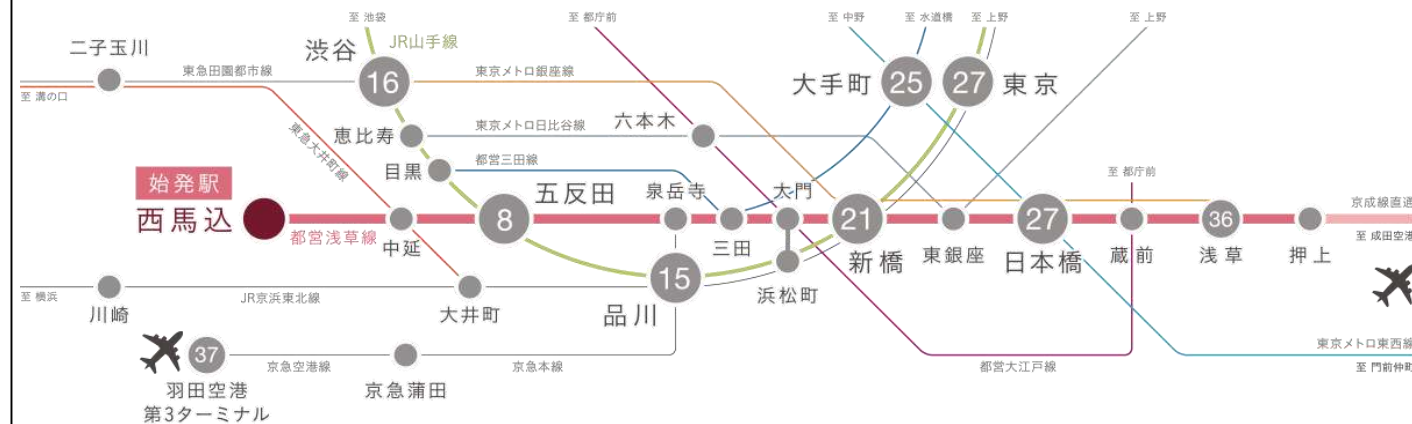 至 池袋
至 都庁前
至 中野
至 水道橋
至 上野
至 上野
二子玉川
渋谷
JR山手線
東急田園都市線
16
東京メトロ銀座線
大手町
25
27
東京
至 溝の口
東急大井町線
恵比寿
東京メトロ日比谷線
六本木
目黒
都営三田線
始発駅
西馬込
都営浅草線
中延
8
五反田
泉岳寺
三田
大門
21
新橋
東銀座
27
日本橋
至 都庁前
蔵前
36
浅草
押上
京成線直通
至 成田空港
至 横浜
川崎
JR京浜東北線
大井町
15
品川
浜松町
37
羽田空港
第3ターミナル
京急空港線
京急蒲田
京急本線
都営大江戸線
東京メトロ東西線
至 門前仲町